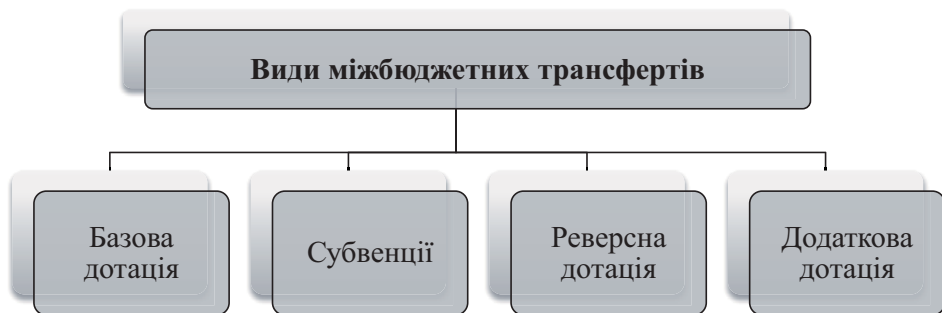 Види міжбюджетних трансфертів
Базова
дотація
Субвенції
Реверсна
дотація
Додаткова
дотація